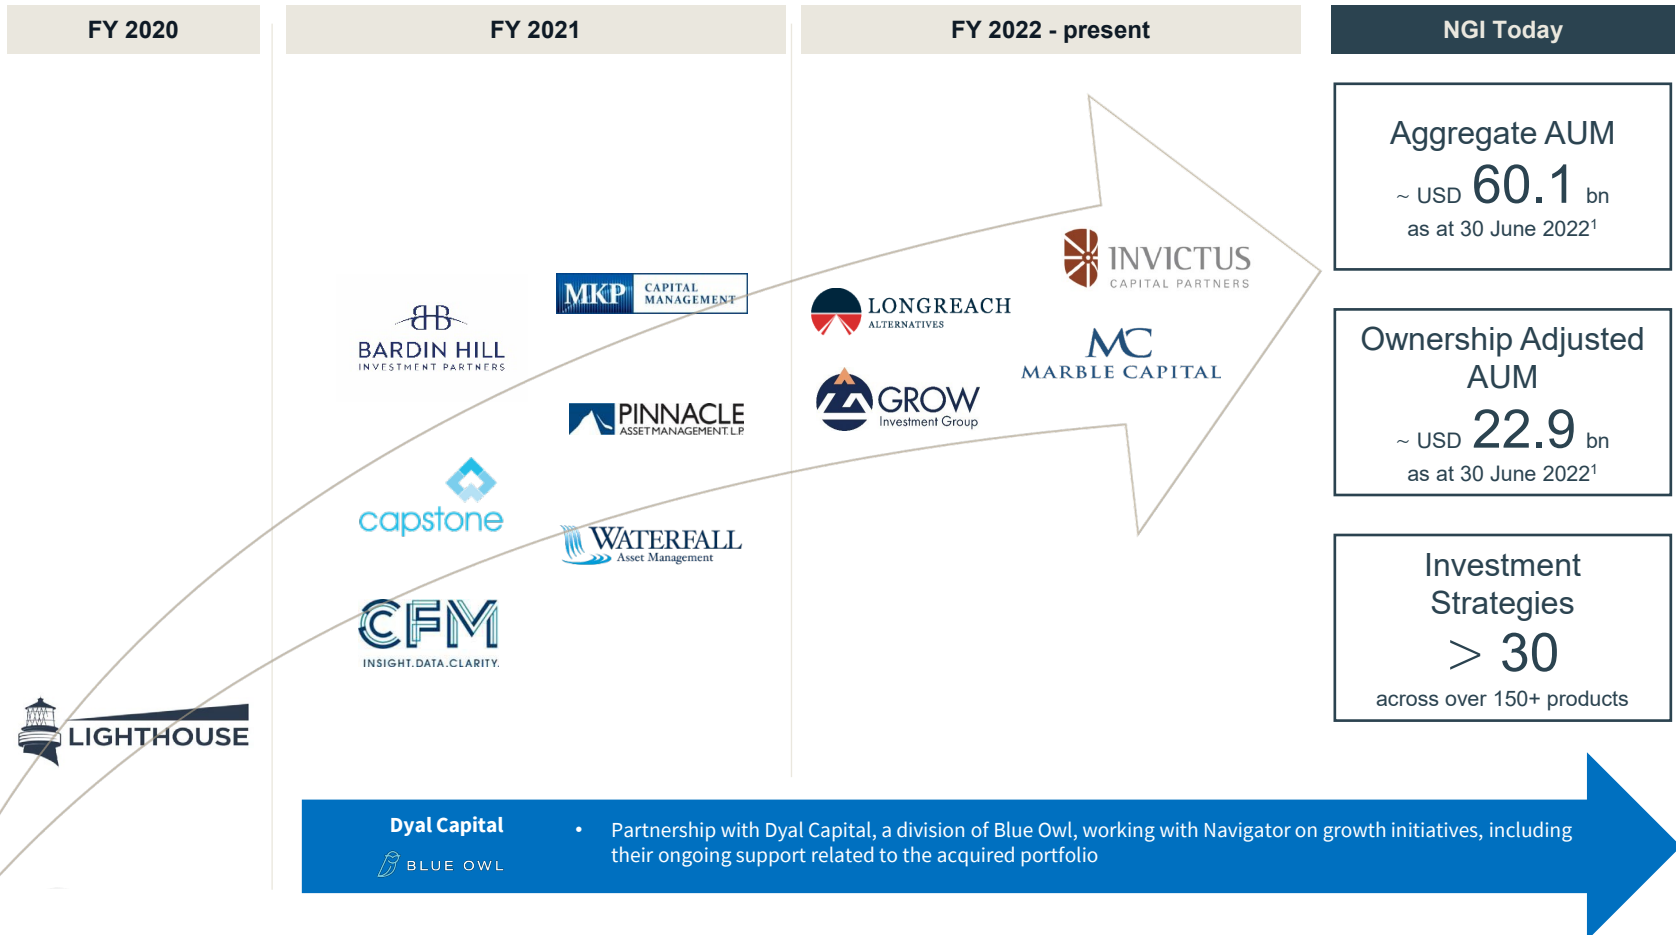 FY 2020
FY 2021
FY 2022 - present
NGI Today
LIGHTHOUSE
BARDIN HILL
INVESTMENT PARTNERS
MKP CAPITAL
MANAGEMENT
PINNACLE
ASSET MANAGEMENT, L.P.
capstone
WATERFALL
Asset Management
CFM
INSIGHT.DATA.CLARITY.
LONGREACH
ALTERNATIVES
GROW
Investment Group
INVICTUS
CAPITAL PARTNERS
MC
MARBLE CAPITAL
Aggregate AUM
~ USD 60.1 bn
as at 30 June 2022¹
Ownership Adjusted
AUM
~ USD 22.9 bn
as at 30 June 2022¹
Investment
Strategies
> 30
across over 150+ products
Dyal Capital
BLUE OWL
• Partnership with Dyal Capital, a division of Blue Owl, working with Navigator on growth initiatives, including
their ongoing support related to the acquired portfolio